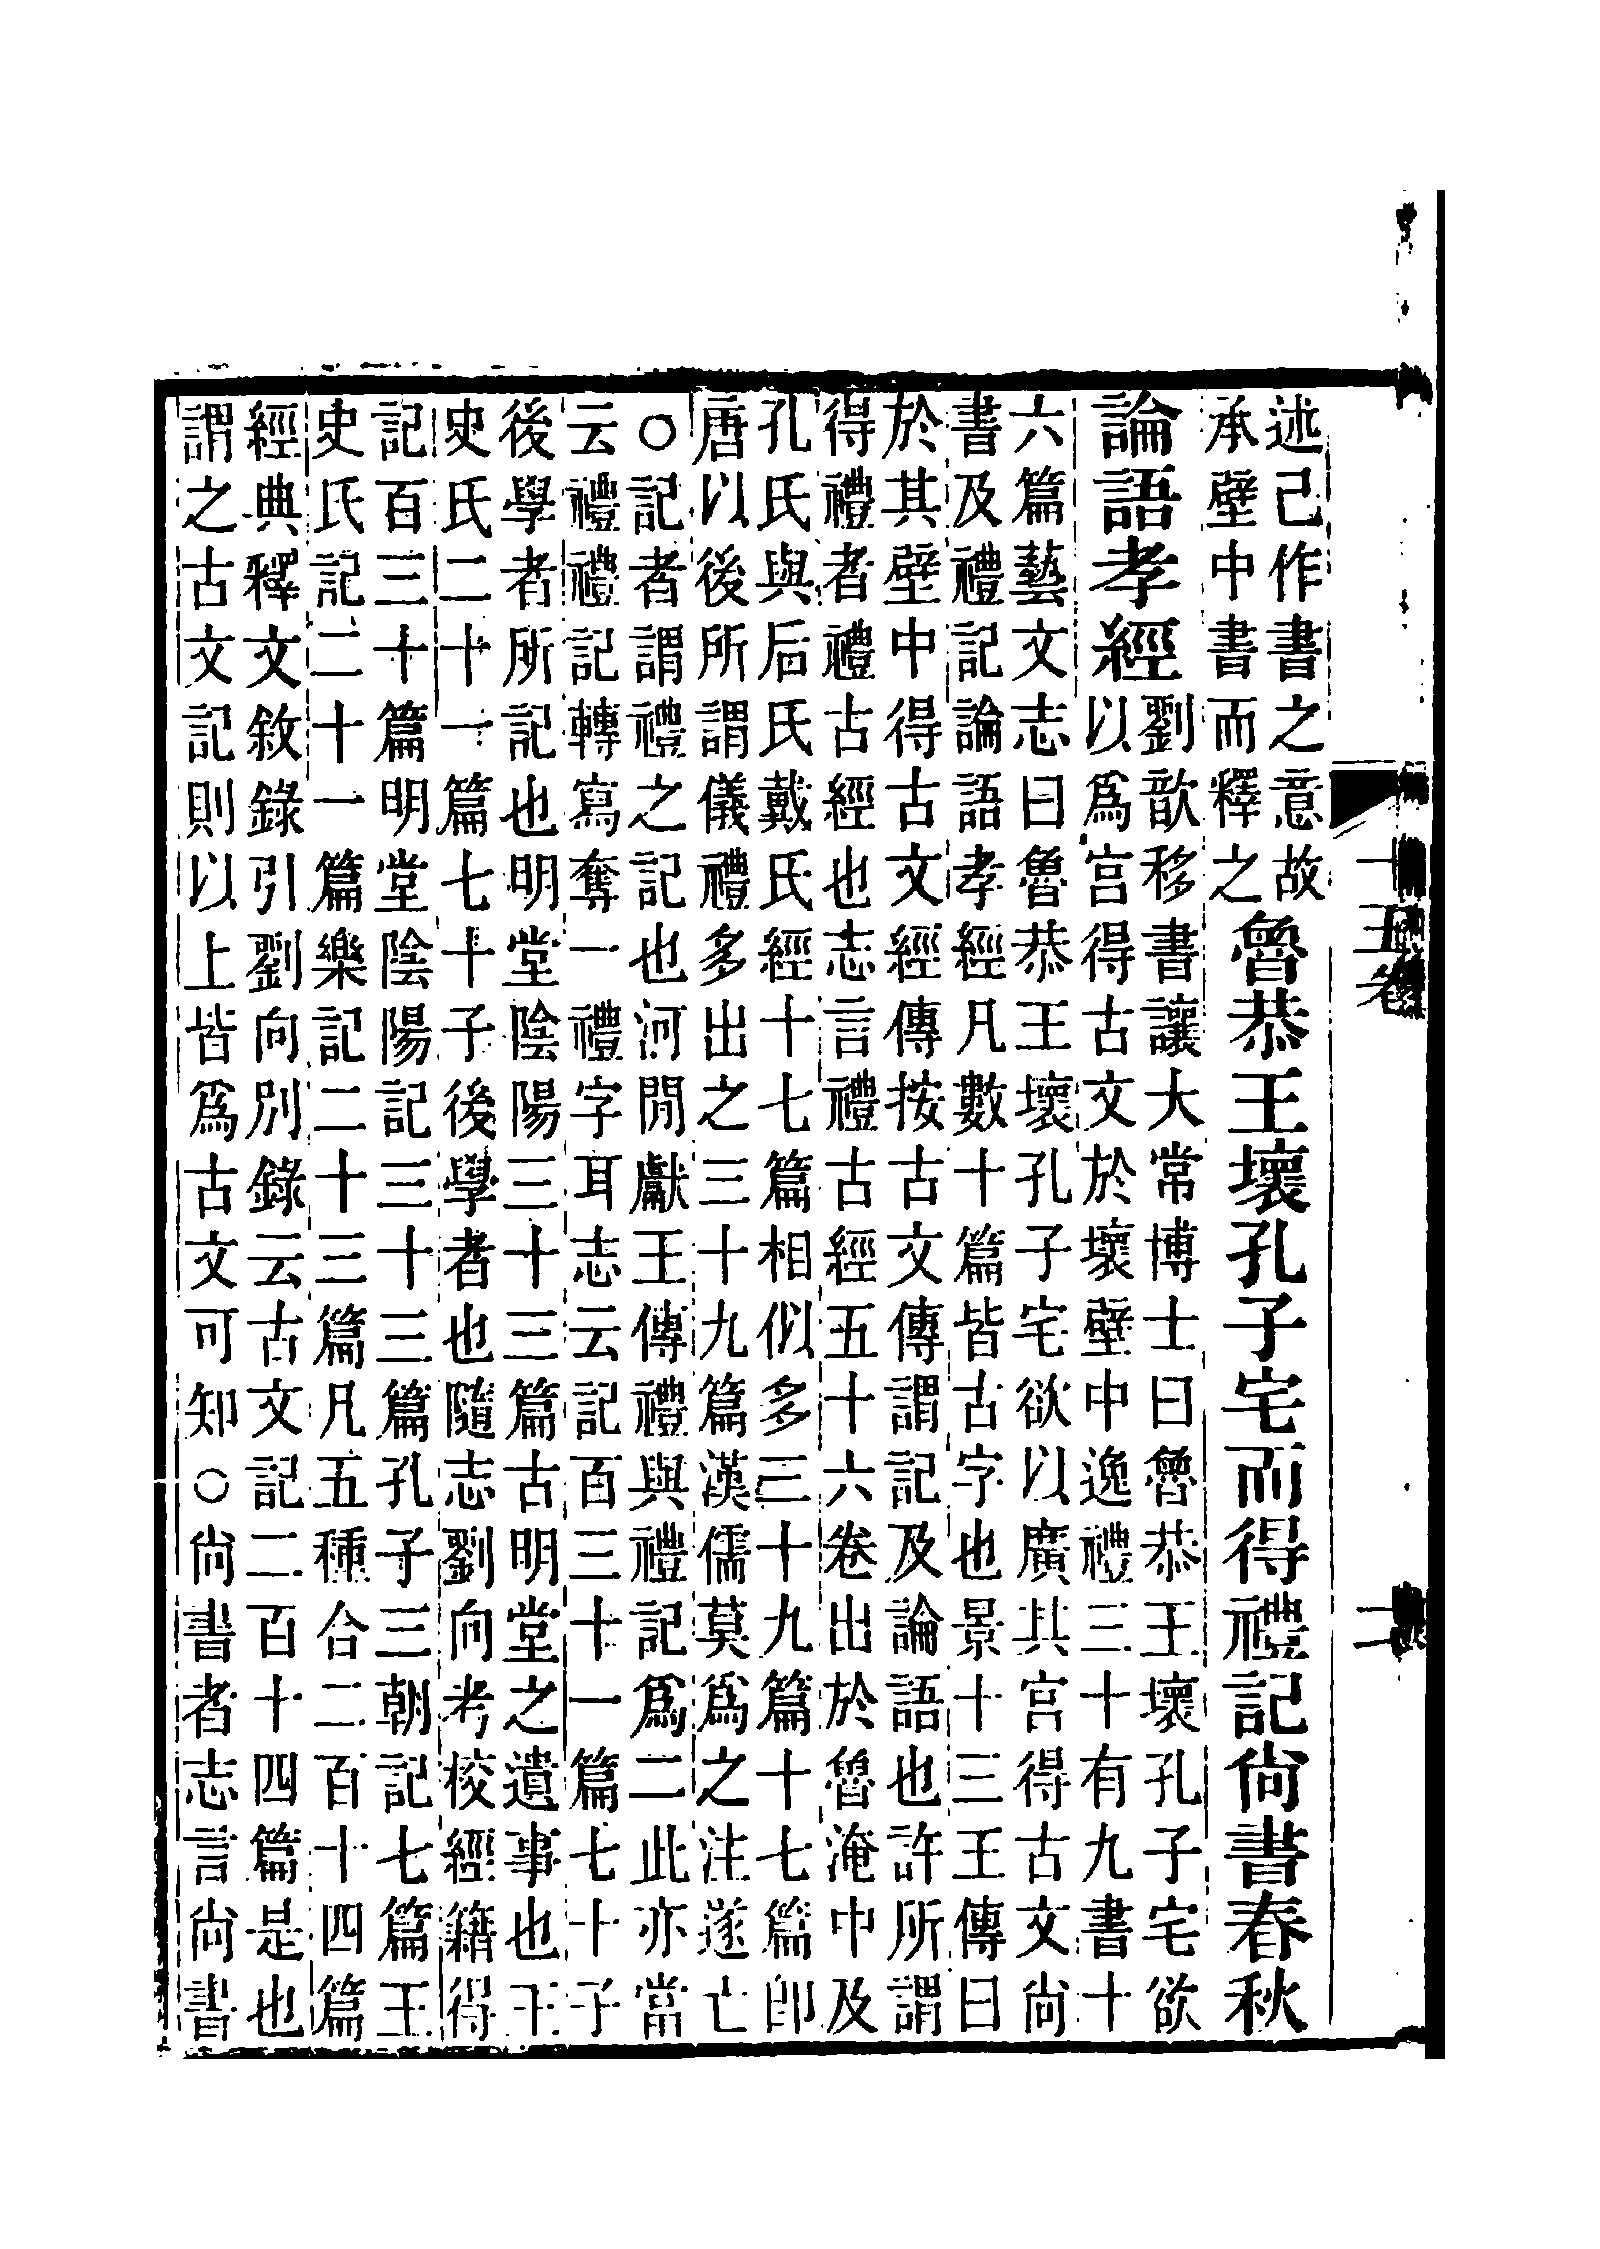 述己作書之意故
承壁中書而釋之
魯恭王壞孔子宅而得禮記尚書春秋
論語孝經
劉歆移書讓大常博士曰魯恭王壞孔子宅欲
以爲宮得古文於壞壁中逸禮三十有九書十
六篇藝文志曰魯恭王壞孔子宅欲以廣其宮得古文尚
書及禮記論語孝經凡數十篇皆古字也景十三王傳曰
於其壁中得古文經傳按古文傳謂記及論語也許所謂
得禮者禮古經也志言禮古經五十六卷出於魯淹中及
孔氏與后氏戴氏經十七篇相似多三十九篇十七篇卽
唐以後所謂儀禮多出之三十九篇漢儒莫爲之注遂亡
○記者謂禮之記也河閒獻王傳禮與禮記爲二此亦當
云禮禮記轉寫奪一禮字耳志云記百三十一篇七十子
後學者所記也明堂陰陽三十三篇古明堂之遺事也王
史氏二十一篇七十子後學者也隨志劉向考校經籍得
記百三十篇明堂陰陽記三十三篇孔子三朝記七篇王
史氏記二十一篇樂記二十三篇凡五種合二百十四篇
經典釋文敘錄引劉向別錄云古文記二百十四篇是也
謂之古文記則以上皆爲古文可知○尚書者志言尚書